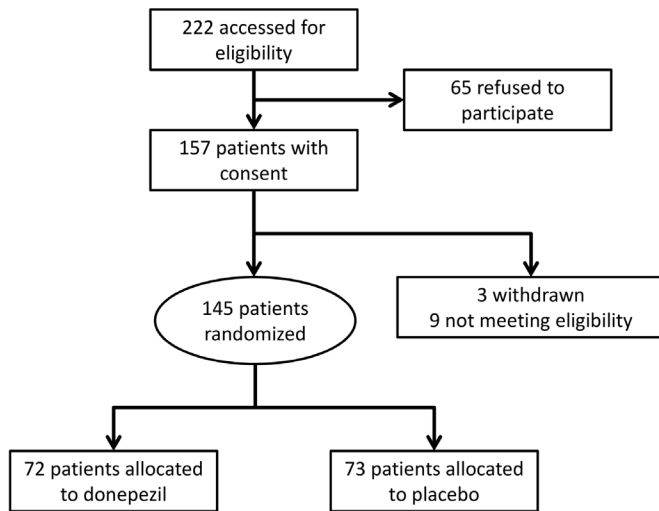 222 accessed for
eligibility
65 refused to
participate
157 patients with
consent
3 withdrawn
9 not meeting eligibility
145 patients
randomized
72 patients allocated
to donepezil
73 patients allocated
to placebo